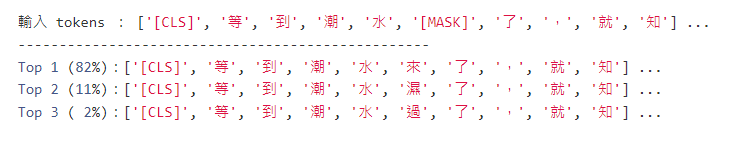 輸入 tokens : ['[CLS]', '等', '到', '潮', '水', '[MASK]', '了', ',', '就', '知'] ...
--------------------------------------------------
Top 1 (82%):['[CLS]', '等', '到', '潮', '水', '來', '了', ',', '就', '知'] ...
Top 2 (11%):['[CLS]', '等', '到', '潮', '水', '濕', '了', ',', '就', '知'] ...
Top 3 ( 2%):['[CLS]', '等', '到', '潮', '水', '過', '了', ',', '就', '知'] ...